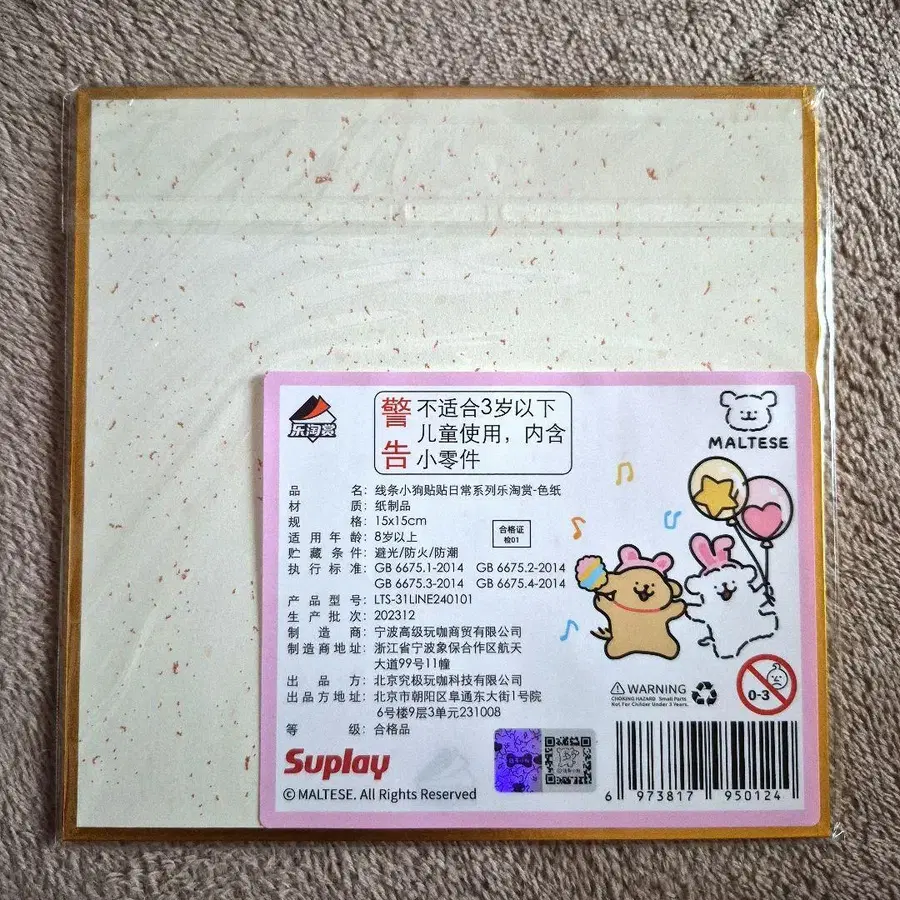 乐淘赏
警告
不适合3岁以下
儿童使用，内含
小零件
MALTESE
品名：线条小狗贴贴日常系列乐淘赏-色纸
材质：纸制品
规格：15x15cm
适用年龄：8岁以上
贮藏条件：避光/防火/防潮
执行标准：GB 6675.1-2014 GB 6675.2-2014
GB 6675.3-2014 GB 6675.4-2014
合格证
检01
产品型号：LTS-31LINE240101
生产批次：202312
制造商：宁波高级玩咖商贸有限公司
制造商地址：浙江省宁波象保合作区航天
大道99号11幢
出品方：北京究极玩咖科技有限公司
出品方地址：北京市朝阳区阜通东大街1号院
6号楼9层3单元231008
等级：合格品
WARNING
CHOKING HAZARD Small Parts
Not For Childer Under 3 Years.
0-3
Suplay
© MALTESE. All Rights Reserved
6 973817 950124